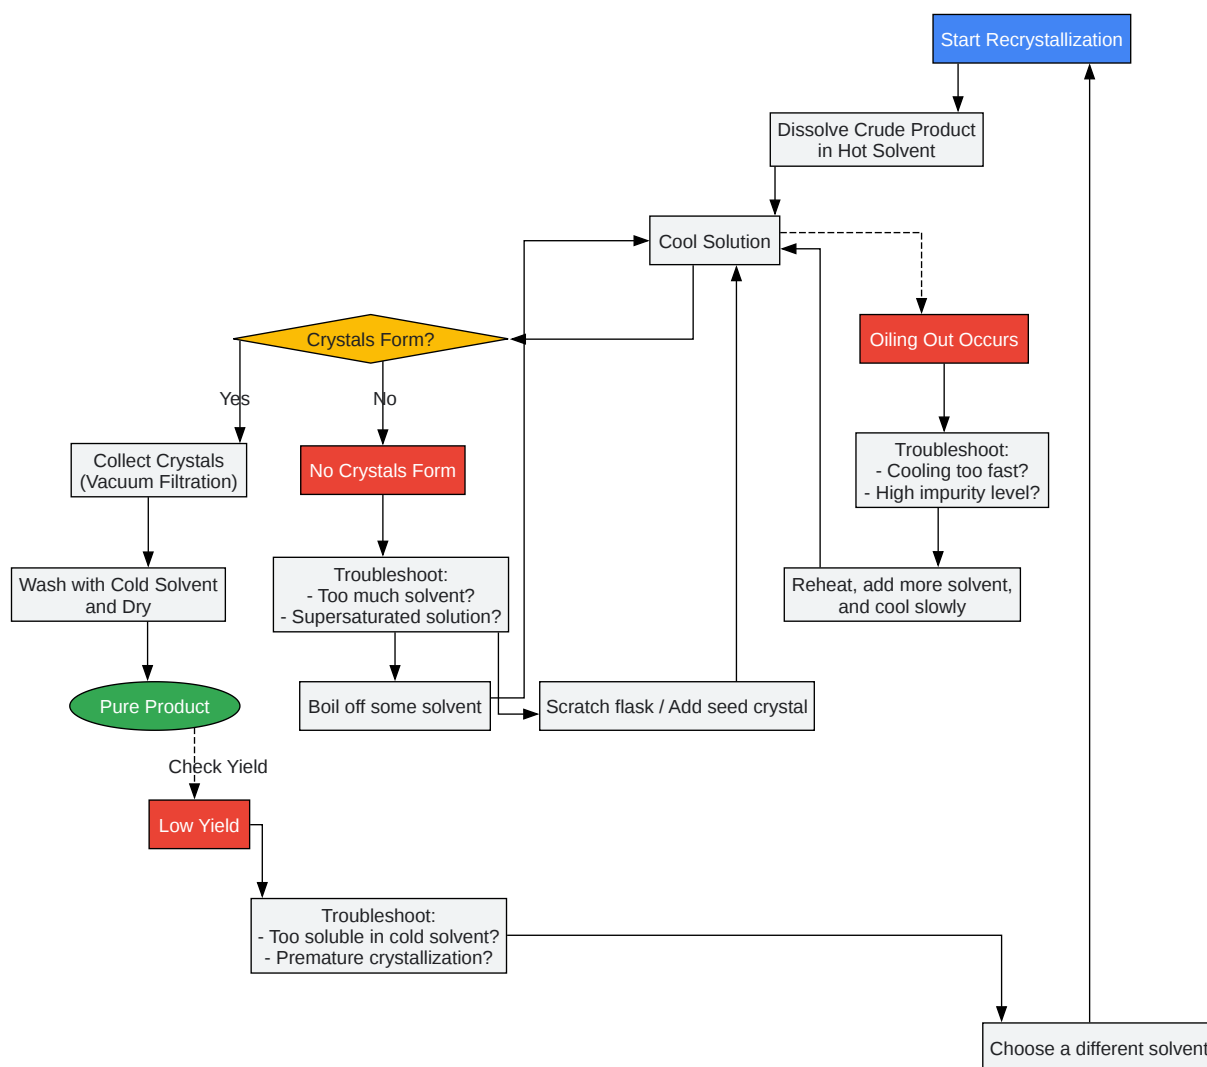 Start Recrystallization
Dissolve Crude Product
in Hot Solvent
Cool Solution
Crystals Form?
Oiling Out Occurs
Yes
No
Collect Crystals
(Vacuum Filtration)
No Crystals Form
Troubleshoot:
- Cooling too fast?
- High impurity level?
Wash with Cold Solvent
and Dry
Troubleshoot:
- Too much solvent?
- Supersaturated solution?
Reheat, add more solvent,
and cool slowly
Pure Product
Boil off some solvent
Scratch flask / Add seed crystal
Check Yield
Low Yield
Troubleshoot:
- Too soluble in cold solvent?
- Premature crystallization?
Choose a different solvent